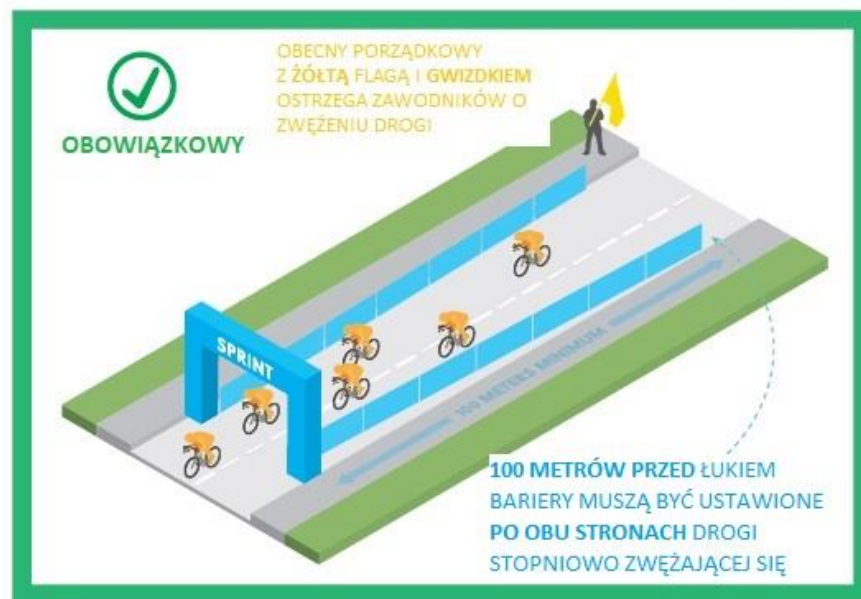 OBECNY PORZĄDKOWY
Z ŻÓŁTĄ FLAGĄ I GWIZDKIEM
OSTRZEGA ZAWODNIKÓW O
ZWĘŻENIU DROGI
OBOWIĄZKOWY
SPRINT
100 METERS MINIMUM
100 METRÓW PRZED ŁUKIEM
BARIERY MUSZĄ BYĆ USTAWIONE
PO OBU STRONACH DROGI
STOPNIOWO ZWĘŻAJĄCEJ SIĘ